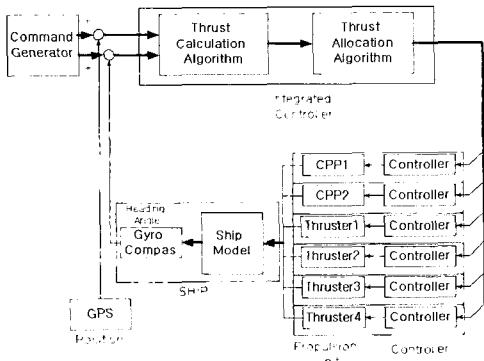 Command
Generator
+
+
Thrust
Calculation
Algorithm
Thrust
Allocation
Algorithm
Integrated
Controller
CPP1
Controller
CPP2
Controller
Thruster1
Controller
Thruster2
Controller
Thruster3
Controller
Thruster4
Controller
Heading
Angle
Gyro
Compas
Ship
Model
SHIP
GPS
Position
Propulsion
Controller